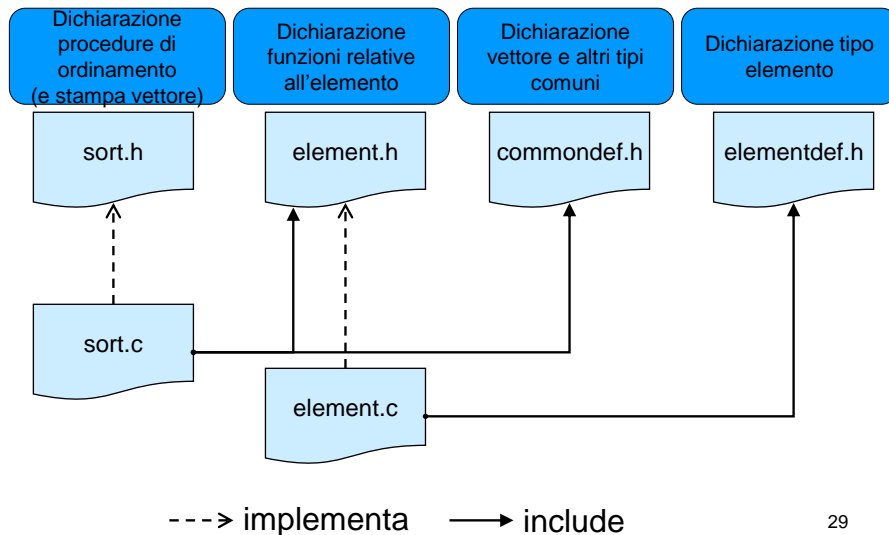 Dichiarazione
procedure di
ordinamento
(e stampa vettore)
Dichiarazione
funzioni relative
all'elemento
Dichiarazione
vettore e altri tipi
comuni
Dichiarazione tipo
elemento
sort.h
element.h
commondef.h
elementdef.h
sort.c
element.c
implementa
include
29